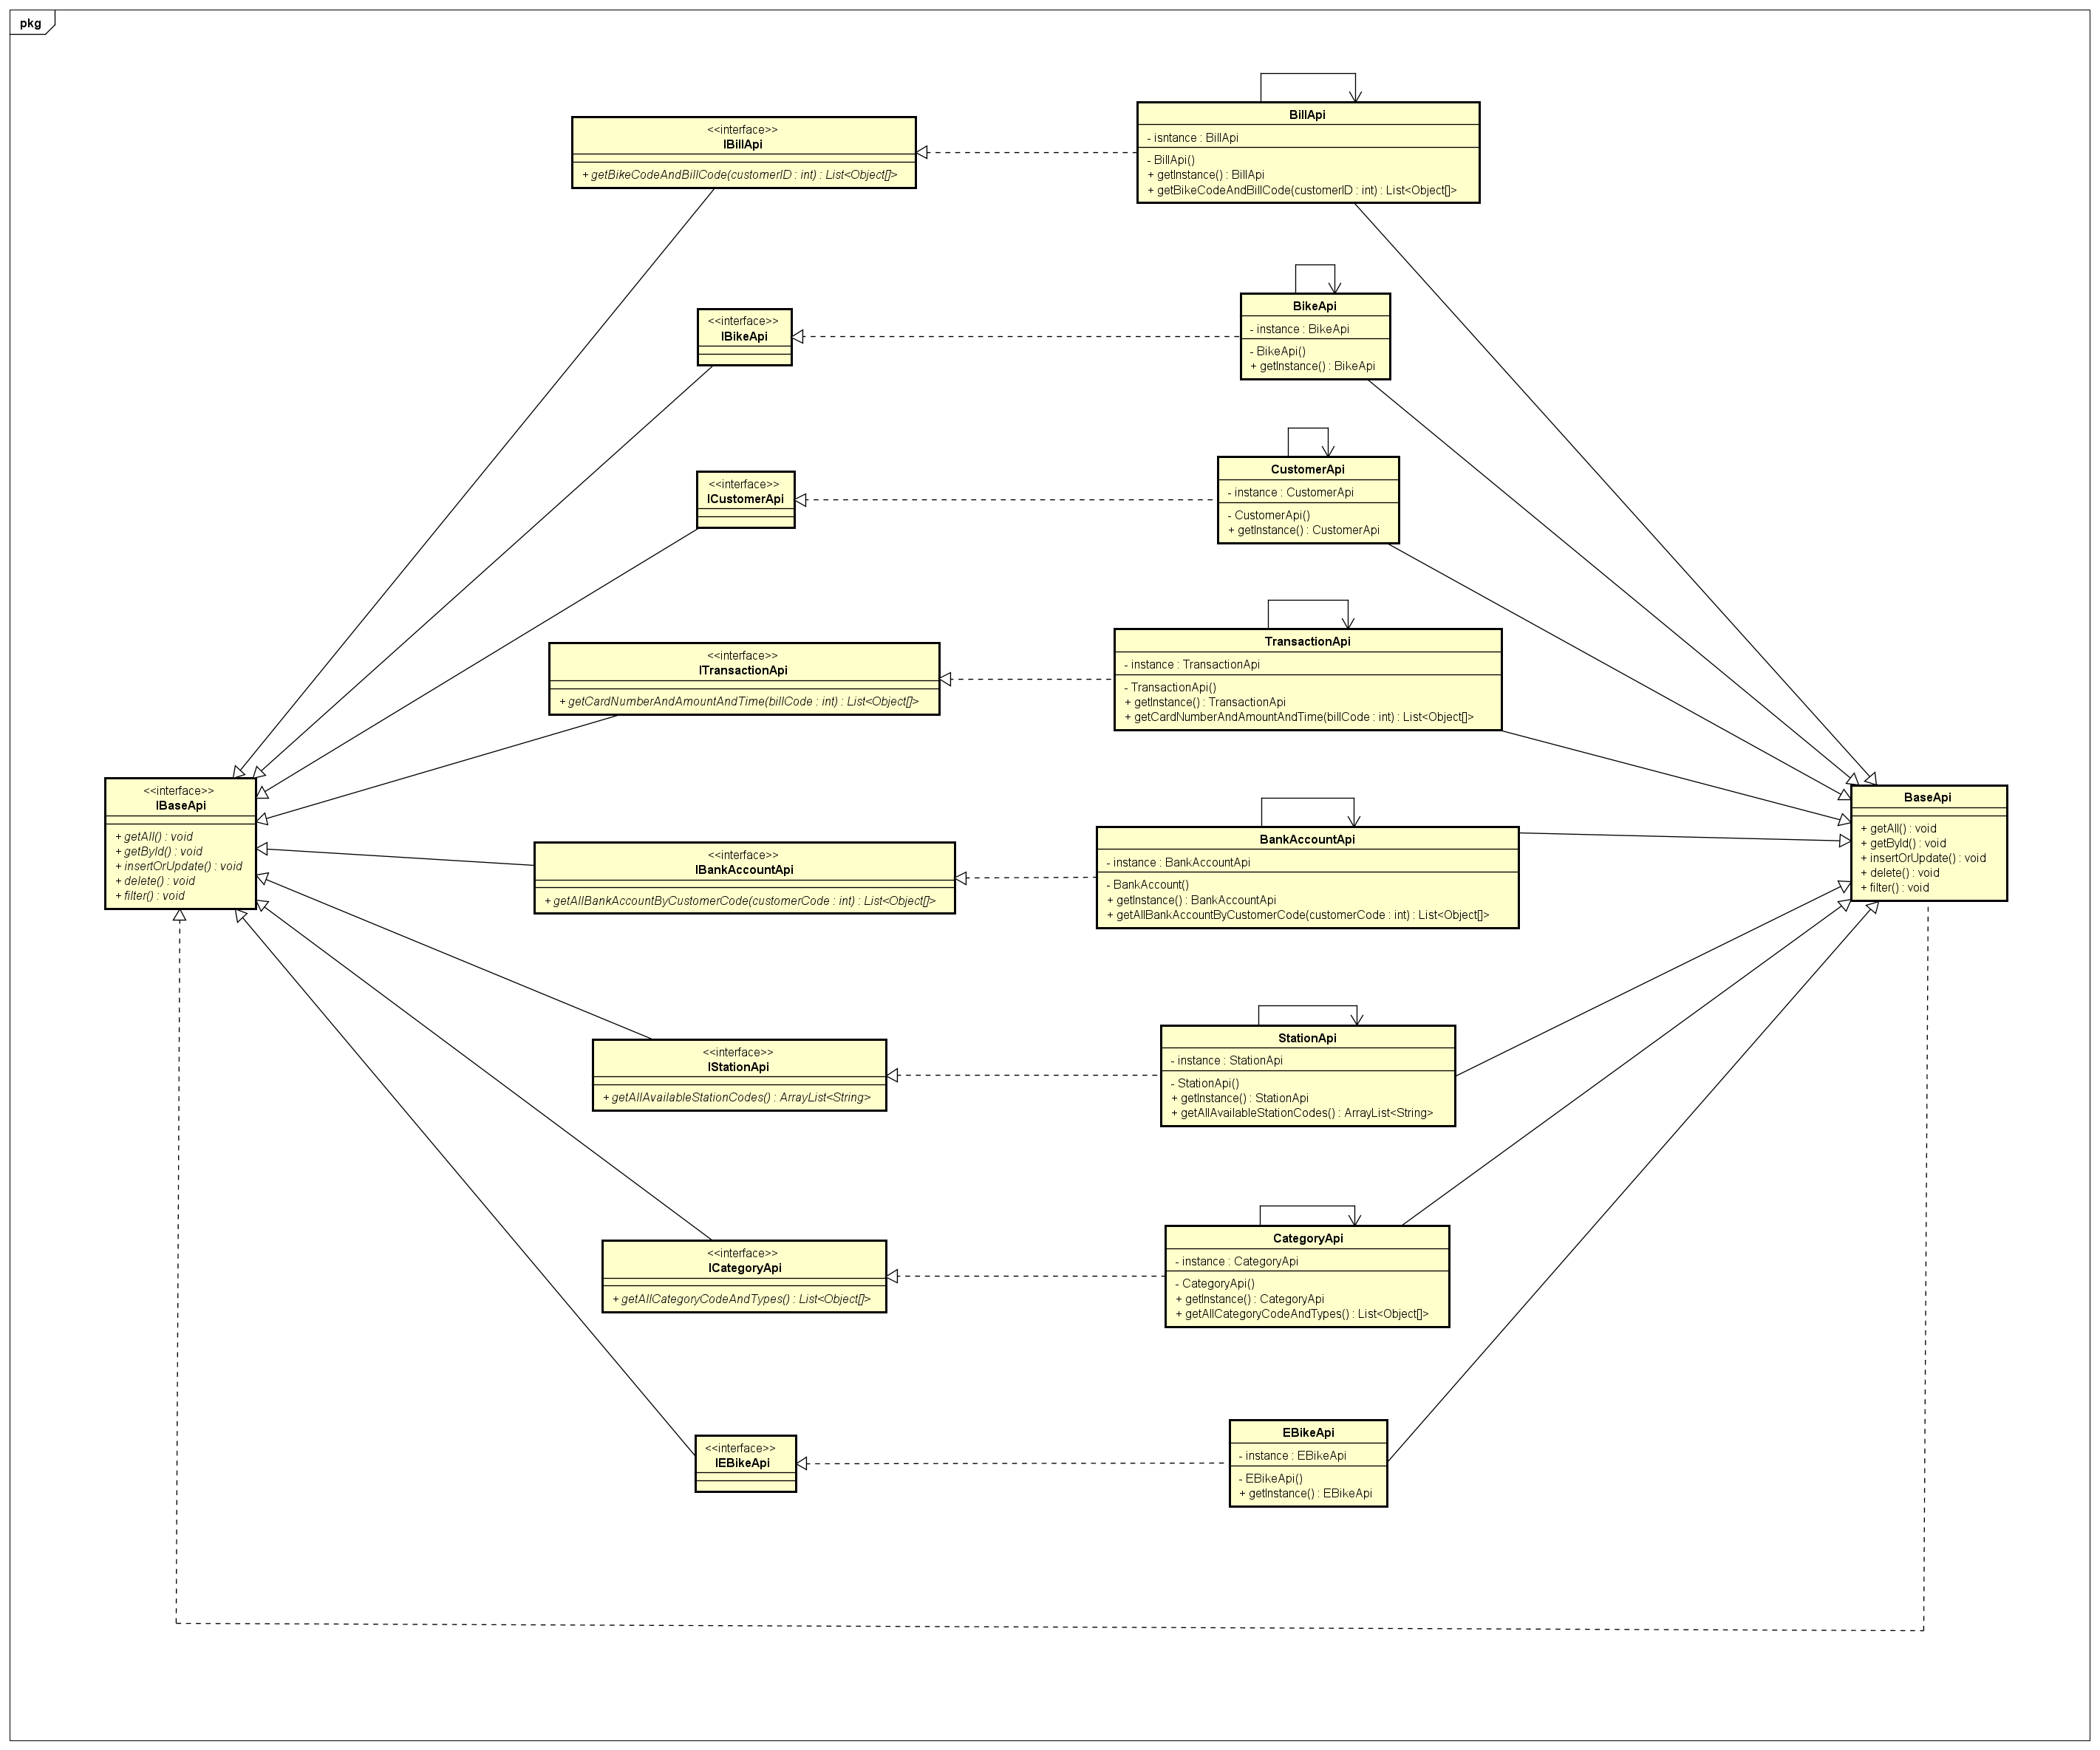 pkg
<<interface>>
IBillApi
+ getBikeCodeAndBillCode(customerID : int) : List<Object[]>
BillApi
- isntance : BillApi
- BillApi()
+ getInstance() : BillApi
+ getBikeCodeAndBillCode(customerID : int) : List<Object[]>
<<interface>>
IBikeApi
BikeApi
- instance : BikeApi
- BikeApi()
+ getInstance() : BikeApi
<<interface>>
ICustomerApi
CustomerApi
- instance : CustomerApi
- CustomerApi()
+ getInstance() : CustomerApi
<<interface>>
ITransactionApi
+ getCardNumberAndAmountAndTime(billCode : int) : List<Object[]>
TransactionApi
- instance : TransactionApi
- TransactionApi()
+ getInstance() : TransactionApi
+ getCardNumberAndAmountAndTime(billCode : int) : List<Object[]>
<<interface>>
IBaseApi
+ getAll() : void
+ getById() : void
+ insertOrUpdate() : void
+ delete() : void
+ filter() : void
<<interface>>
IBankAccountApi
+ getAllBankAccountByCustomerCode(customerCode : int) : List<Object[]>
BankAccountApi
- instance : BankAccountApi
- BankAccount()
+ getInstance() : BankAccountApi
+ getAllBankAccountByCustomerCode(customerCode : int) : List<Object[]>
BaseApi
+ getAll() : void
+ getById() : void
+ insertOrUpdate() : void
+ delete() : void
+ filter() : void
<<interface>>
IStationApi
+ getAllAvailableStationCodes() : ArrayList<String>
StationApi
- instance : StationApi
- StationApi()
+ getInstance() : StationApi
+ getAllAvailableStationCodes() : ArrayList<String>
<<interface>>
ICategoryApi
+ getAllCategoryCodeAndTypes() : List<Object[]>
CategoryApi
- instance : CategoryApi
- CategoryApi()
+ getInstance() : CategoryApi
+ getAllCategoryCodeAndTypes() : List<Object[]>
<<interface>>
IEBikeApi
EBikeApi
- instance : EBikeApi
- EBikeApi()
+ getInstance() : EBikeApi